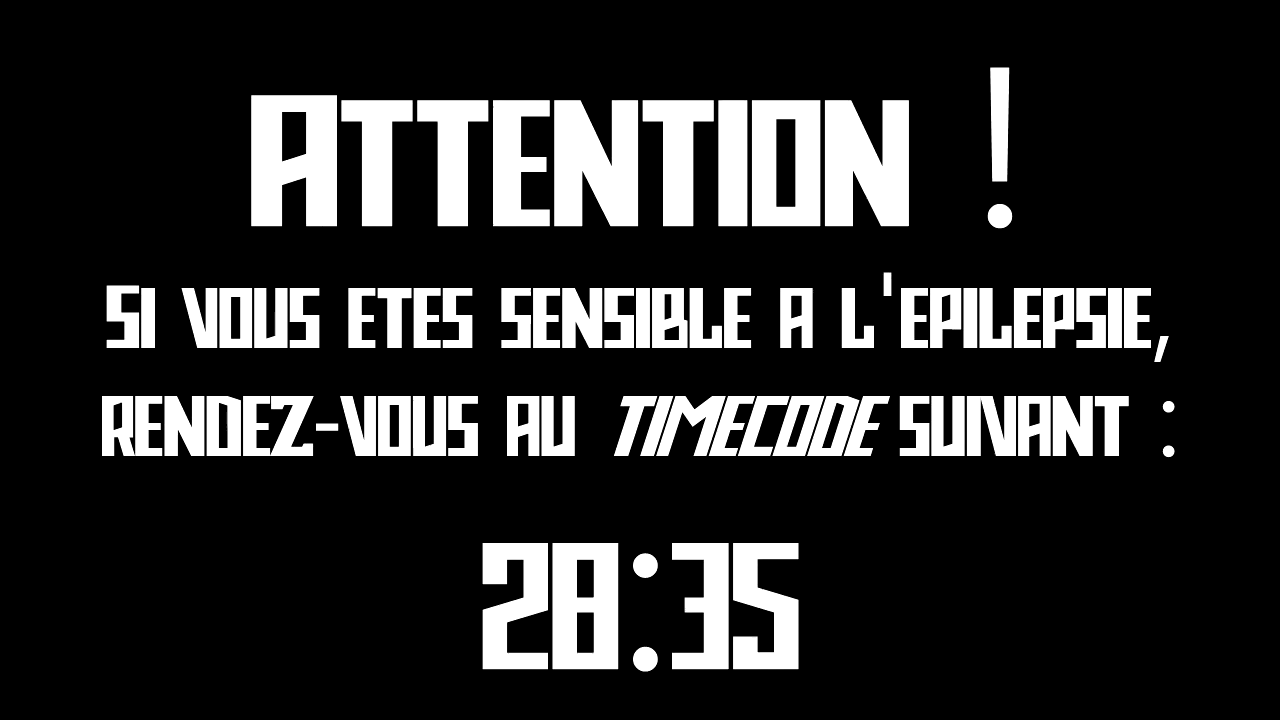 ATTENTION !
SI VOUS ETES SENSIBLE A L'EPILEPSIE,
RENDEZ-VOUS AU TIMECODE SUIVANT :
28:35